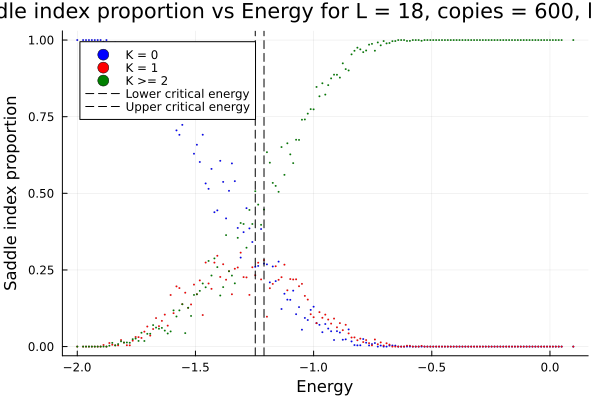 dle index proportion vs Energy for L = 18, copies = 600,
1.00
0.75
0.50
0.25
0.00
Saddle index proportion
K = 0
K = 1
K >= 2
Lower critical energy
Upper critical energy
−2.0 −1.5 −1.0 −0.5 0.0
Energy